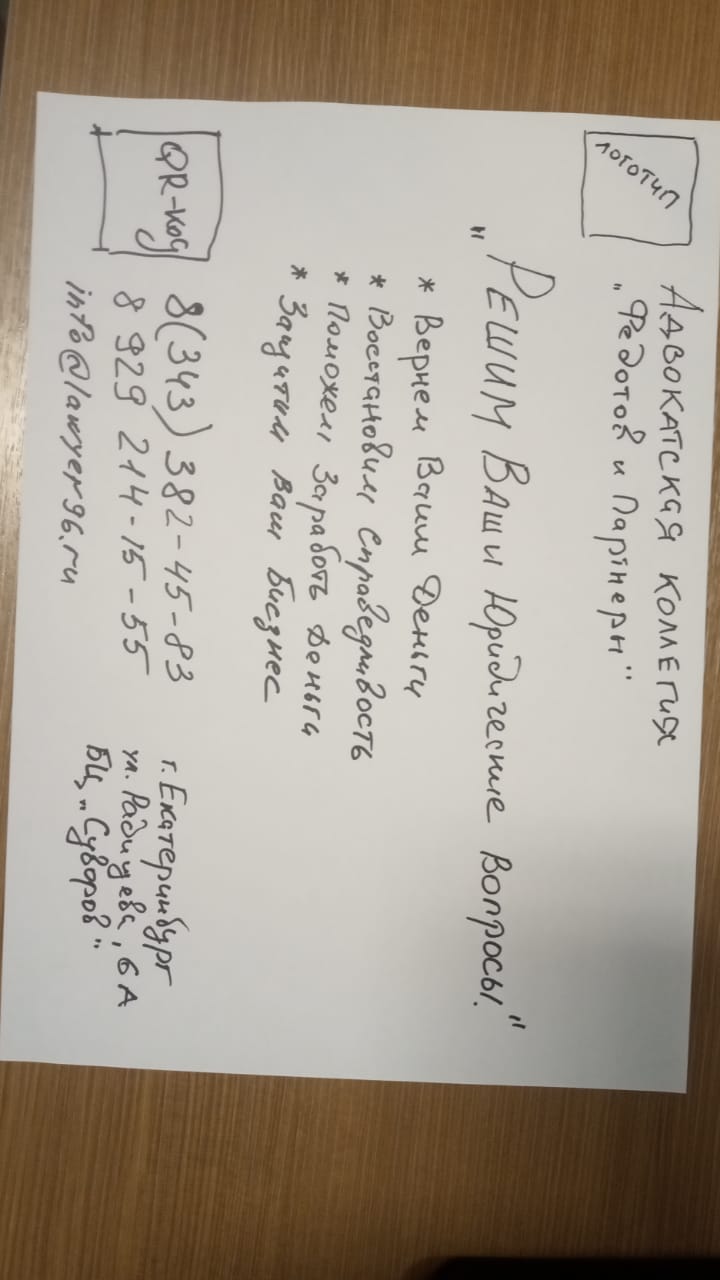 ЛОГОТИП
АДВОКАТСКАЯ КОЛЛЕГИЯ
„Федотов и Партнеры"
„РЕШИМ ВАШИ Юридические вопросы."
* Вернем Ваши Деньги
* Восстановим справедливость
* Поможем Заработь Деньги
* Защитим ваш Бизнес
QR-код
8(343) 382-45-83
8 929 214-15-55
info@lawyer96.ru
г. Екатеринбург
ул. Радищева, 6 А
БЦ „Суворов"